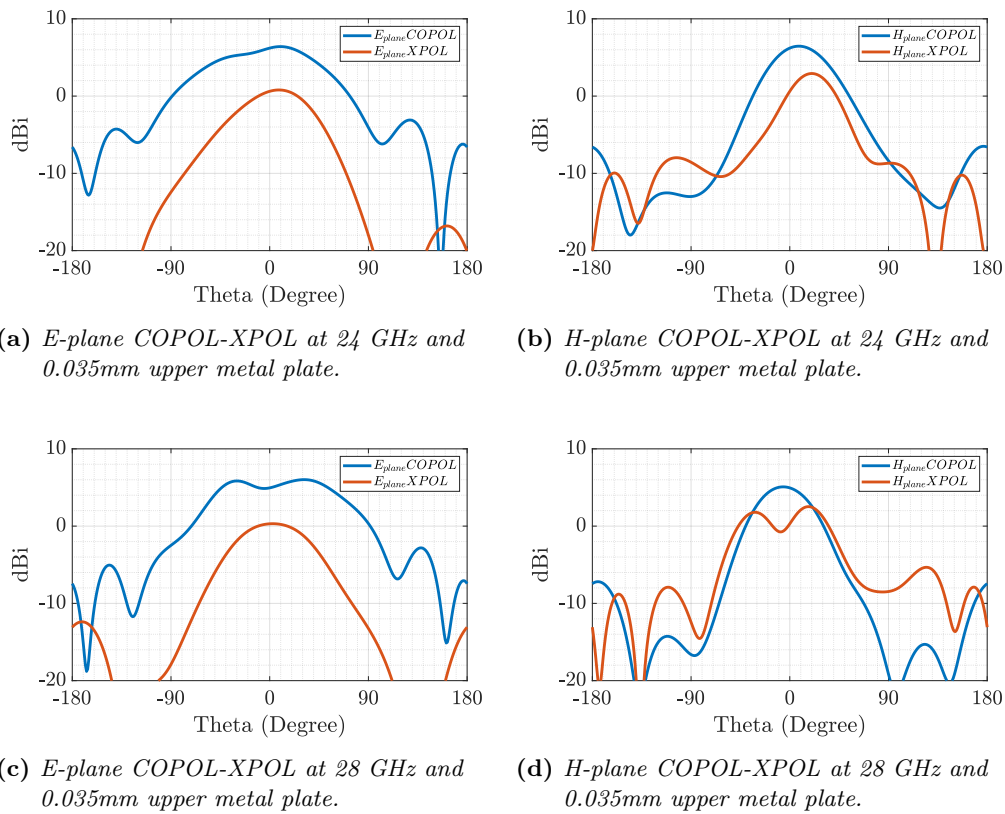 10
0
-10
-20
dBi
-180 -90 0 90 180
Theta (Degree)
E_plane COPOL
E_plane XPOL
10
0
-10
-20
dBi
-180 -90 0 90 180
Theta (Degree)
H_plane COPOL
H_plane XPOL
(a) E-plane COPOL-XPOL at 24 GHz and
0.035mm upper metal plate.
(b) H-plane COPOL-XPOL at 24 GHz and
0.035mm upper metal plate.
10
0
-10
-20
dBi
-180 -90 0 90 180
Theta (Degree)
E_plane COPOL
E_plane XPOL
10
0
-10
-20
dBi
-180 -90 0 90 180
Theta (Degree)
H_plane COPOL
H_plane XPOL
(c) E-plane COPOL-XPOL at 28 GHz and
0.035mm upper metal plate.
(d) H-plane COPOL-XPOL at 28 GHz and
0.035mm upper metal plate.